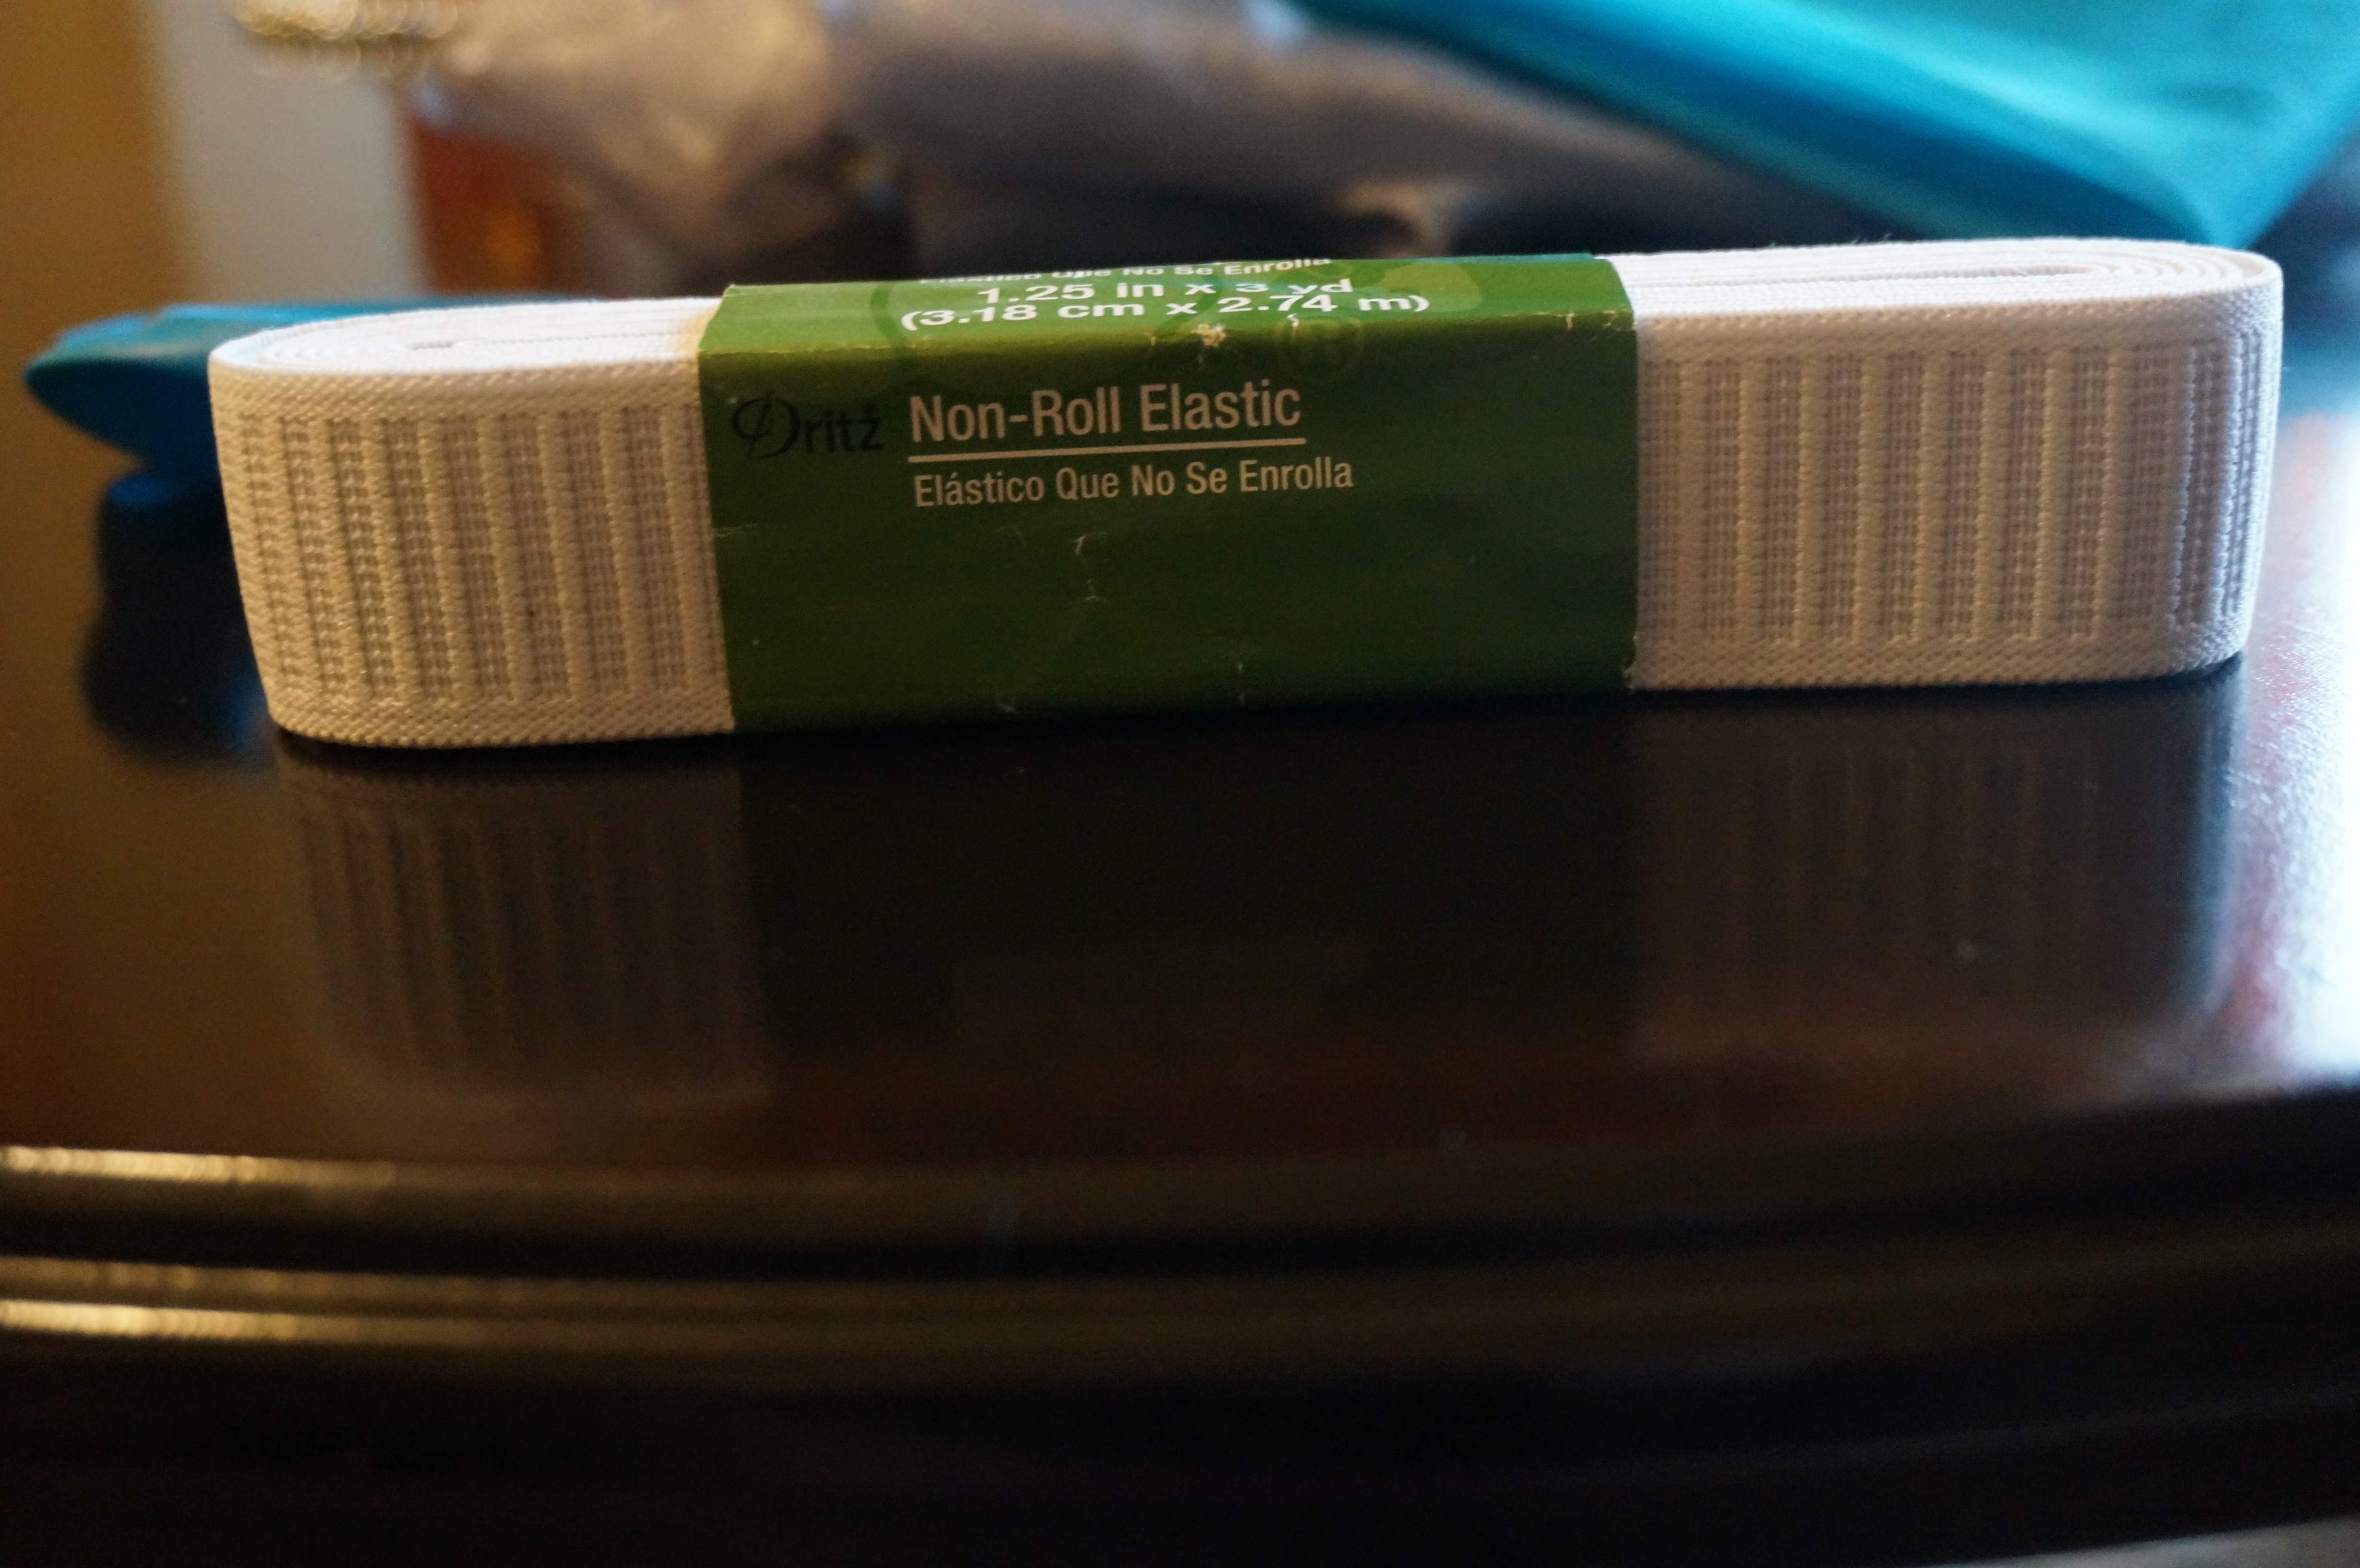 Elástico Que No Se Enrolla
1.25 in x 3 yd
(3.18 cm x 2.74 m)
Dritz
Non-Roll Elastic
Elástico Que No Se Enrolla